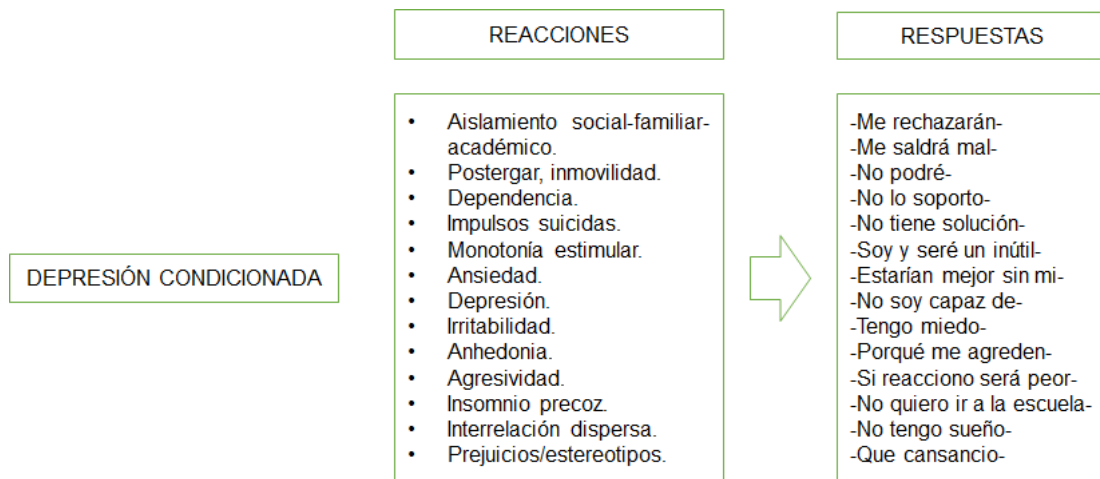 REACCIONES
RESPUESTAS
DEPRESIÓN CONDICIONADA
• Aislamiento social-familiar-
académico.
• Postergar, inmovilidad.
• Dependencia.
• Impulsos suicidas.
• Monotonía estimular.
• Ansiedad.
• Depresión.
• Irritabilidad.
• Anhedonia.
• Agresividad.
• Insomnio precoz.
• Interrelación dispersa.
• Prejuicios/estereotipos.
-Me rechazarán-
-Me saldrá mal-
-No podré-
-No lo soporto-
-No tiene solución-
-Soy y seré un inútil-
-Estarían mejor sin mi-
-No soy capaz de-
-Tengo miedo-
-Porqué me agreden-
-Si reacciono será peor-
-No quiero ir a la escuela-
-No tengo sueño-
-Que cansancio-